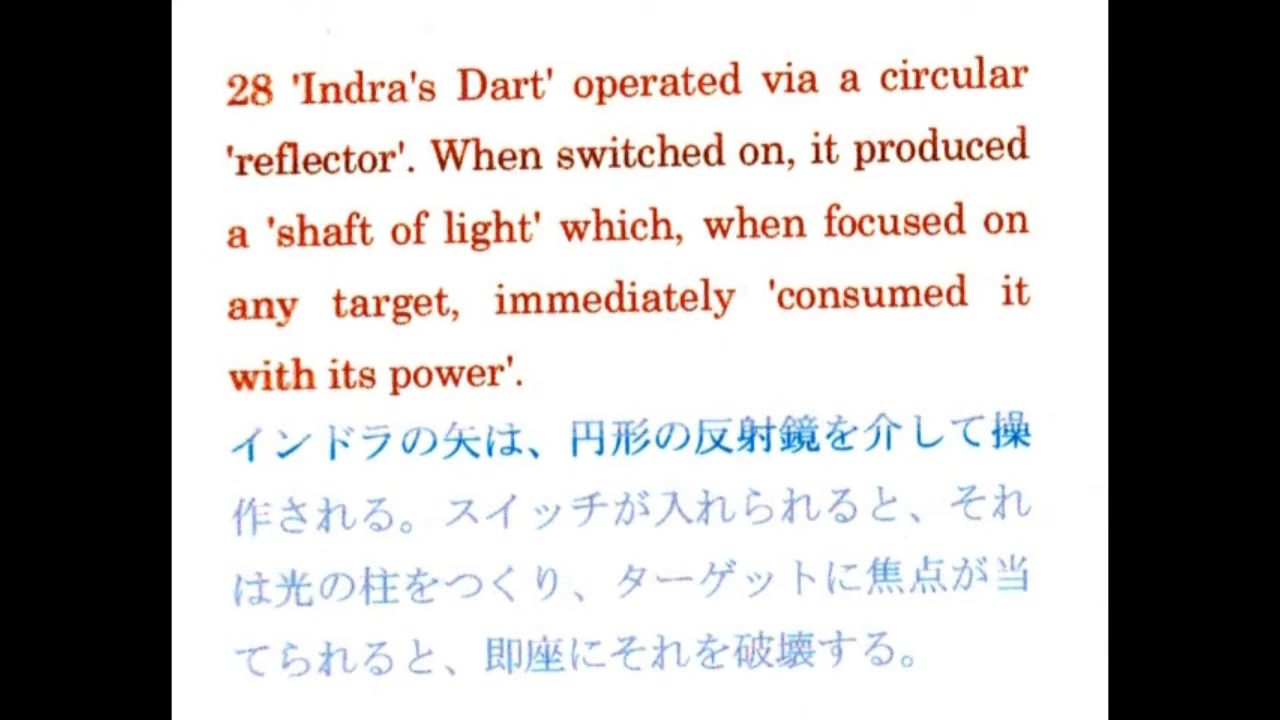 28 'Indra's Dart' operated via a circular
'reflector'. When switched on, it produced
a 'shaft of light' which, when focused on
any target, immediately 'consumed it
with its power'.
インドラの矢は、円形の反射鏡を介して操
作される。スイッチが入れられると、それ
は光の柱をつくり、ターゲットに焦点が当
てられると、即座にそれを破壊する。